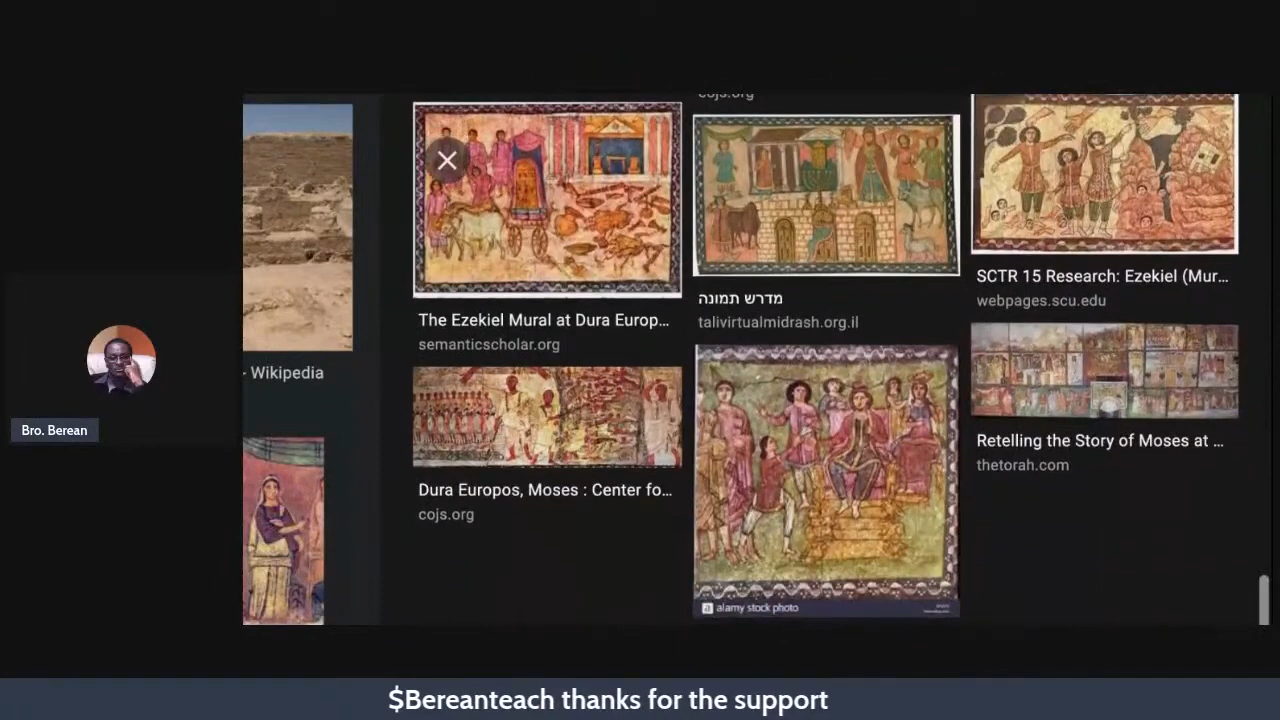 cojs.org
The Ezekiel Mural at Dura Europ...
semanticscholar.org
מדרש תמונה
talivirtualmidrash.org.il
SCTR 15 Research: Ezekiel (Mur...
webpages.scu.edu
- Wikipedia
Bro. Berean
Dura Europos, Moses : Center fo...
cojs.org
Retelling the Story of Moses at ...
thetorah.com
a alamy stock photo
$Bereanteach thanks for the support